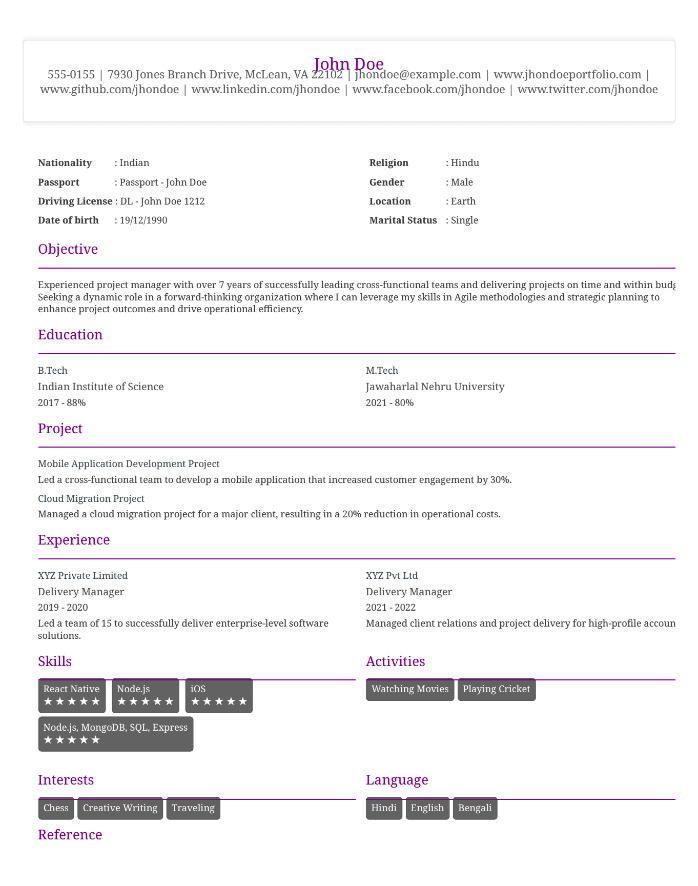 John Doe
555-0155 | 7930 Jones Branch Drive, McLean, VA 22102 | jhondoe@example.com | www.jhondoeportfolio.com |
www.github.com/jhondoe | www.linkedin.com/jhondoe | www.facebook.com/jhondoe | www.twitter.com/jhondoe
Nationality : Indian
Religion : Hindu
Passport : Passport - John Doe
Gender : Male
Driving License : DL - John Doe 1212
Location : Earth
Date of birth : 19/12/1990
Marital Status : Single
Objective
Experienced project manager with over 7 years of successfully leading cross-functional teams and delivering projects on time and within
Seeking a dynamic role in a forward-thinking organization where I can leverage my skills in Agile methodologies and strategic planning to
enhance project outcomes and drive operational efficiency.
Education
B.Tech
Indian Institute of Science
2017 - 88%
M.Tech
Jawaharlal Nehru University
2021 - 80%
Project
Mobile Application Development Project
Led a cross-functional team to develop a mobile application that increased customer engagement by 30%.
Cloud Migration Project
Managed a cloud migration project for a major client, resulting in a 20% reduction in operational costs.
Experience
XYZ Private Limited
Delivery Manager
2019 - 2020
Led a team of 15 to successfully deliver enterprise-level software
solutions.
XYZ Pvt Ltd
Delivery Manager
2021 - 2022
Managed client relations and project delivery for high-profile accoun
Skills
React Native
★★★★★
Node.js
★★★★★
iOS
★★★★★
Node.js, MongoDB, SQL, Express
★★★★★
Activities
Watching Movies
Playing Cricket
Interests
Chess
Creative Writing
Traveling
Language
Hindi
English
Bengali
Reference